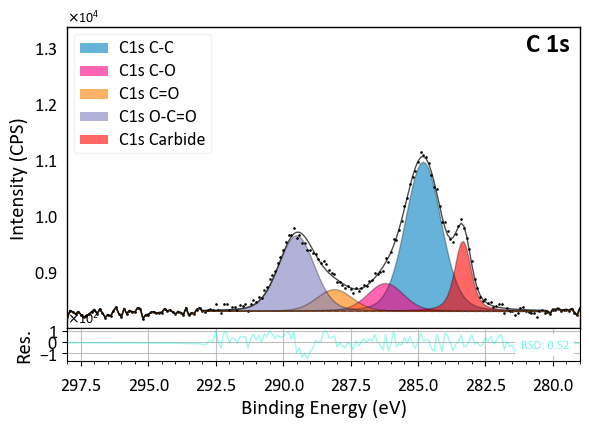 ×10⁴
C 1s
C1s C-C
C1s C-O
C1s C=O
C1s O-C=O
C1s Carbide
1.3
1.2
1.1
1.0
0.9
Intensity (CPS)
×10²
1
0
−1
Res.
RSD: 0.52
297.5 295.0 292.5 290.0 287.5 285.0 282.5 280.0
Binding Energy (eV)